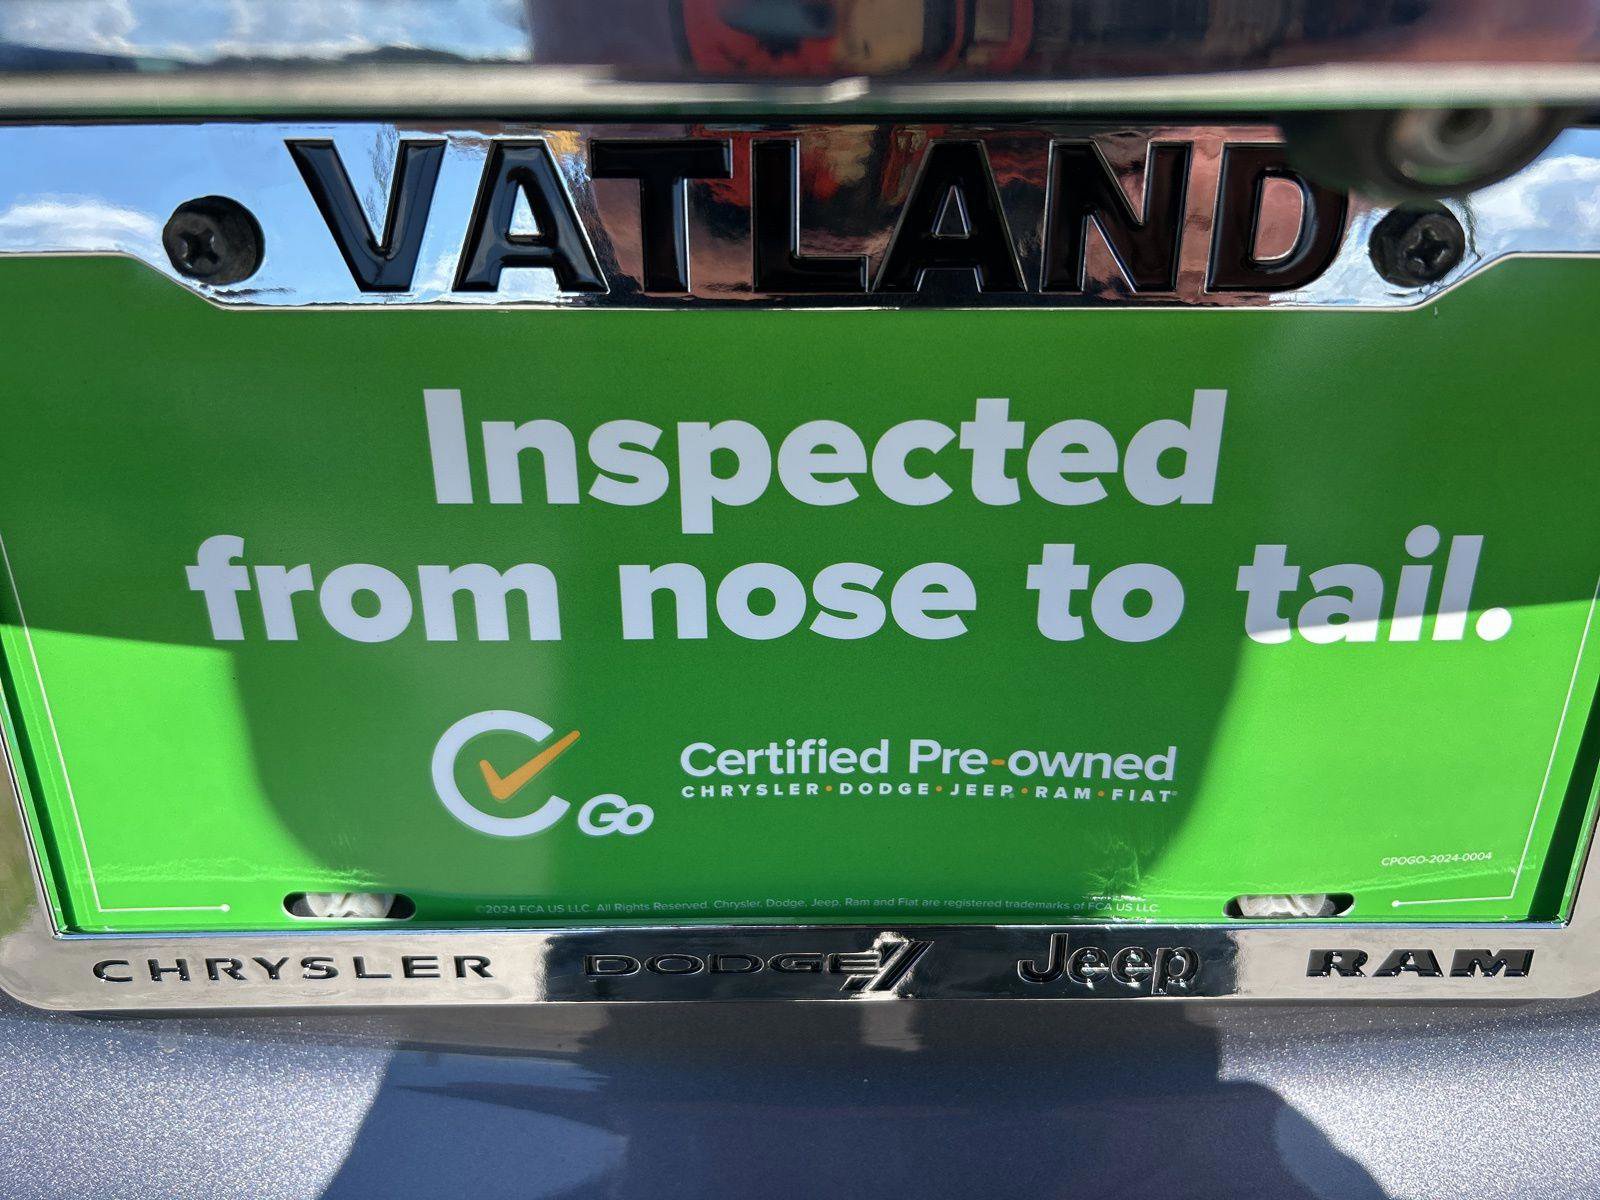 VATLAND
Inspected
from nose to tail.
Go
Certified Pre-owned
CHRYSLER•DODGE•JEEP®•RAM•FIAT®
CPOGO-2024-0004
©2024 FCA US LLC. All Rights Reserved. Chrysler, Dodge, Jeep, Ram and Fiat are registered trademarks of FCA US LLC.
CHRYSLER DODGE Jeep RAM